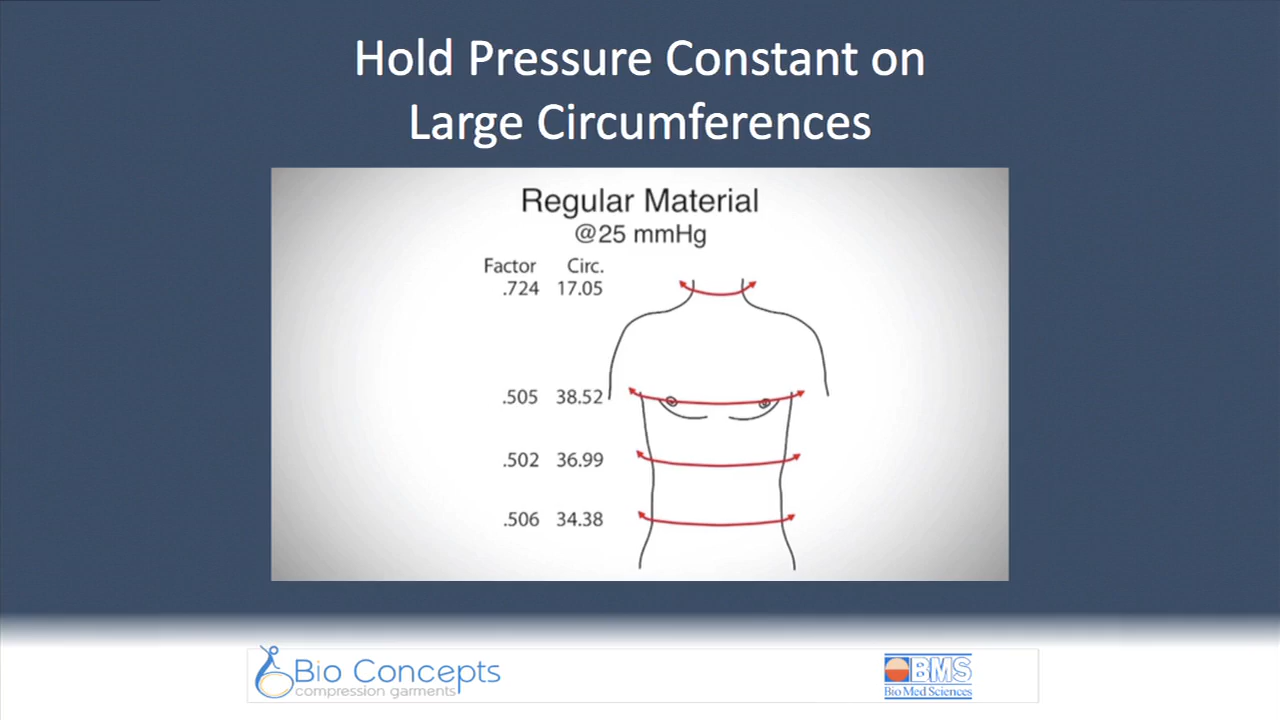 Hold Pressure Constant on
Large Circumferences
Regular Material
@25 mmHg
Factor Circ.
.724 17.05
.505 38.52
.502 36.99
.506 34.38
Bio Concepts
compression garments
BMS
Bio Med Sciences